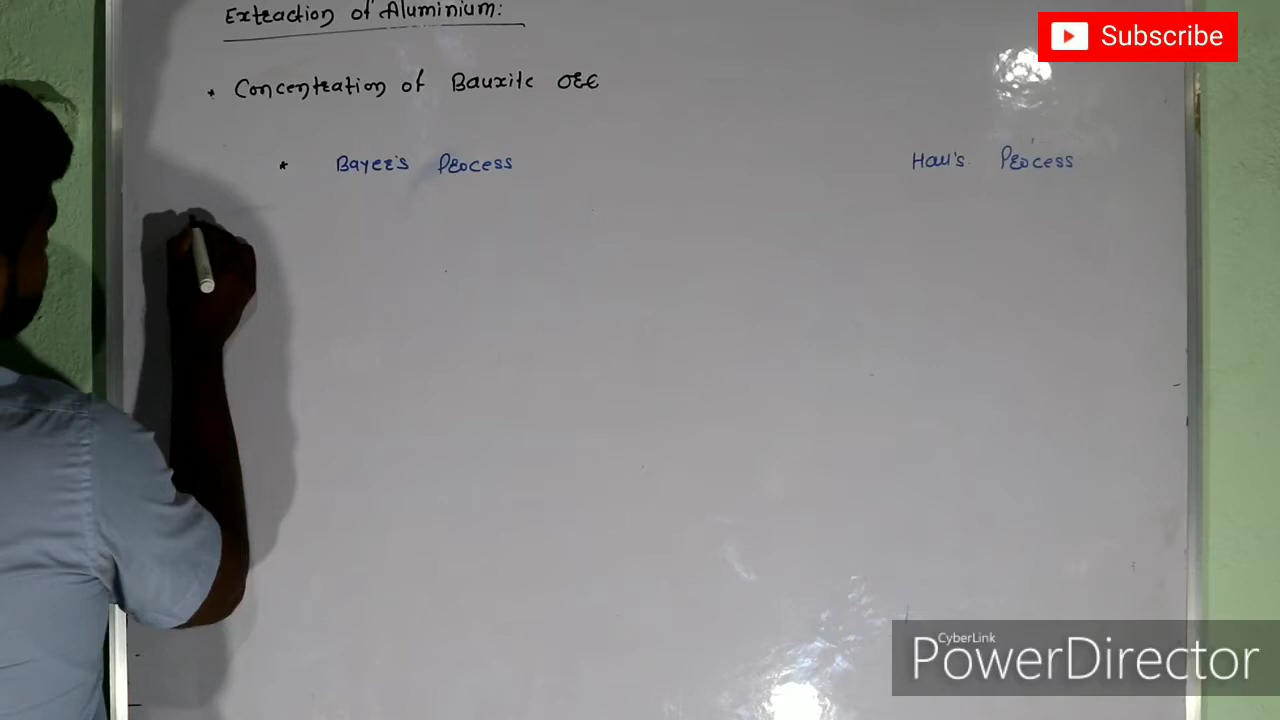 Extraction of Aluminium:
Subscribe
* Concentration of Bauxite ore
* Bayer's Process
Hall's Process
CyberLink
PowerDirector